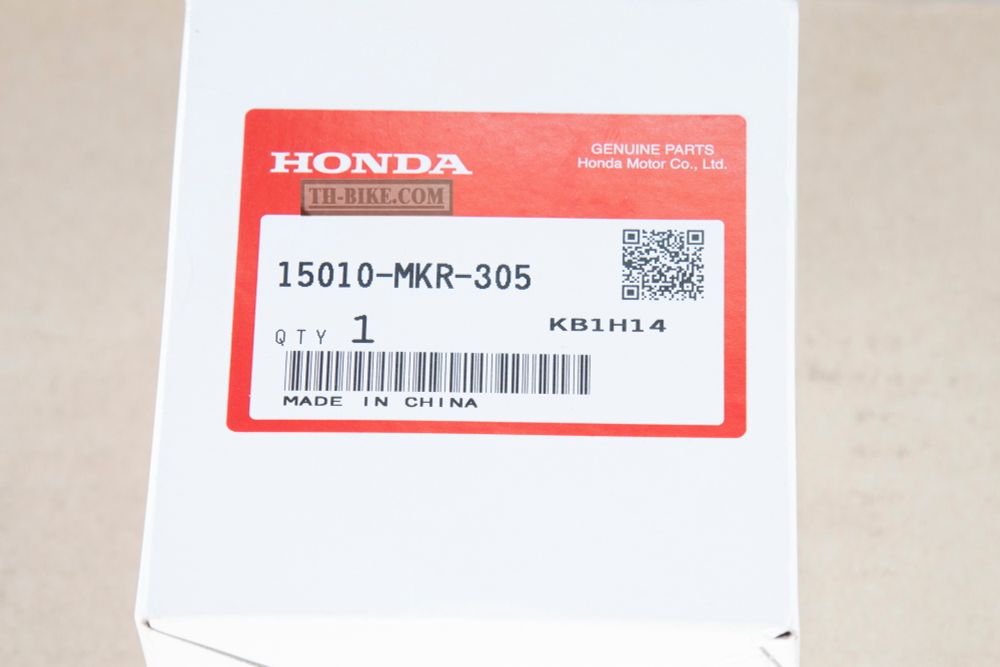 HONDA
GENUINE PARTS
Honda Motor Co., Ltd.
TH-BIKE.COM
15010-MKR-305
QTY 1
KB1H14
MADE IN CHINA